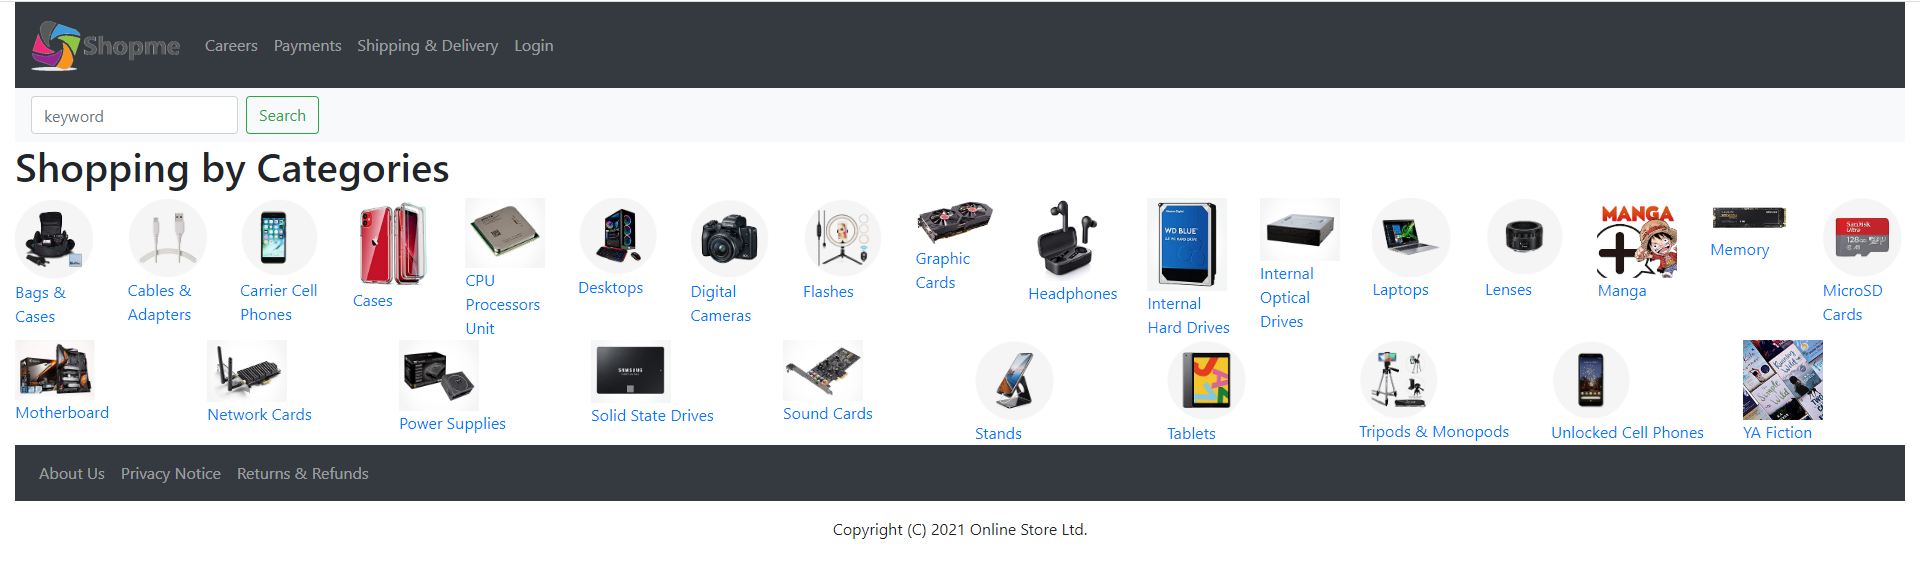 Shopme
Careers
Payments
Shipping & Delivery
Login
keyword
Search
Shopping by Categories
Bags &
Cases
Cables &
Adapters
Carrier Cell
Phones
Cases
CPU
Processors
Unit
Desktops
Digital
Cameras
Flashes
Graphic
Cards
Headphones
WD BLUE
Internal
Hard Drives
Internal
Optical
Drives
Laptops
Lenses
MANGA
Manga
Memory
SanDisk
Ultra
128
MicroSD
Cards
Motherboard
Network Cards
Power Supplies
SAMSUNG
Solid State Drives
Sound Cards
Stands
Tablets
Tripods & Monopods
Unlocked Cell Phones
YA Fiction
About Us
Privacy Notice
Returns & Refunds
Copyright (C) 2021 Online Store Ltd.